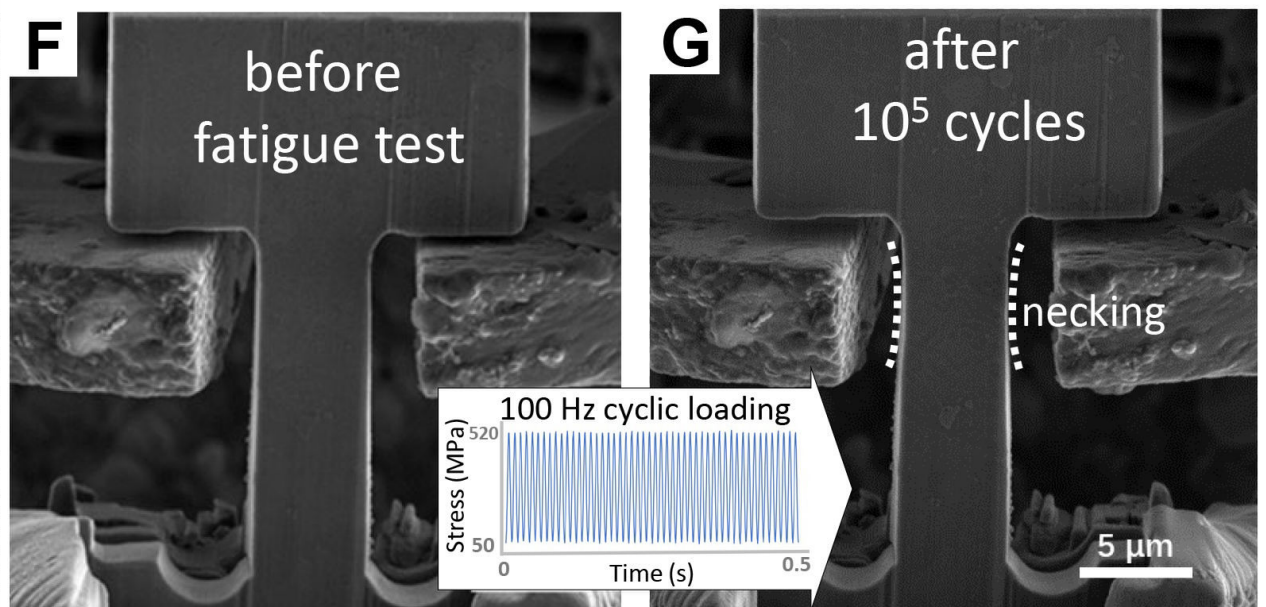 F
before
fatigue test
G
after
10⁵ cycles
necking
100 Hz cyclic loading
Stress (MPa)
520
50
0
0.5
Time (s)
5 μm